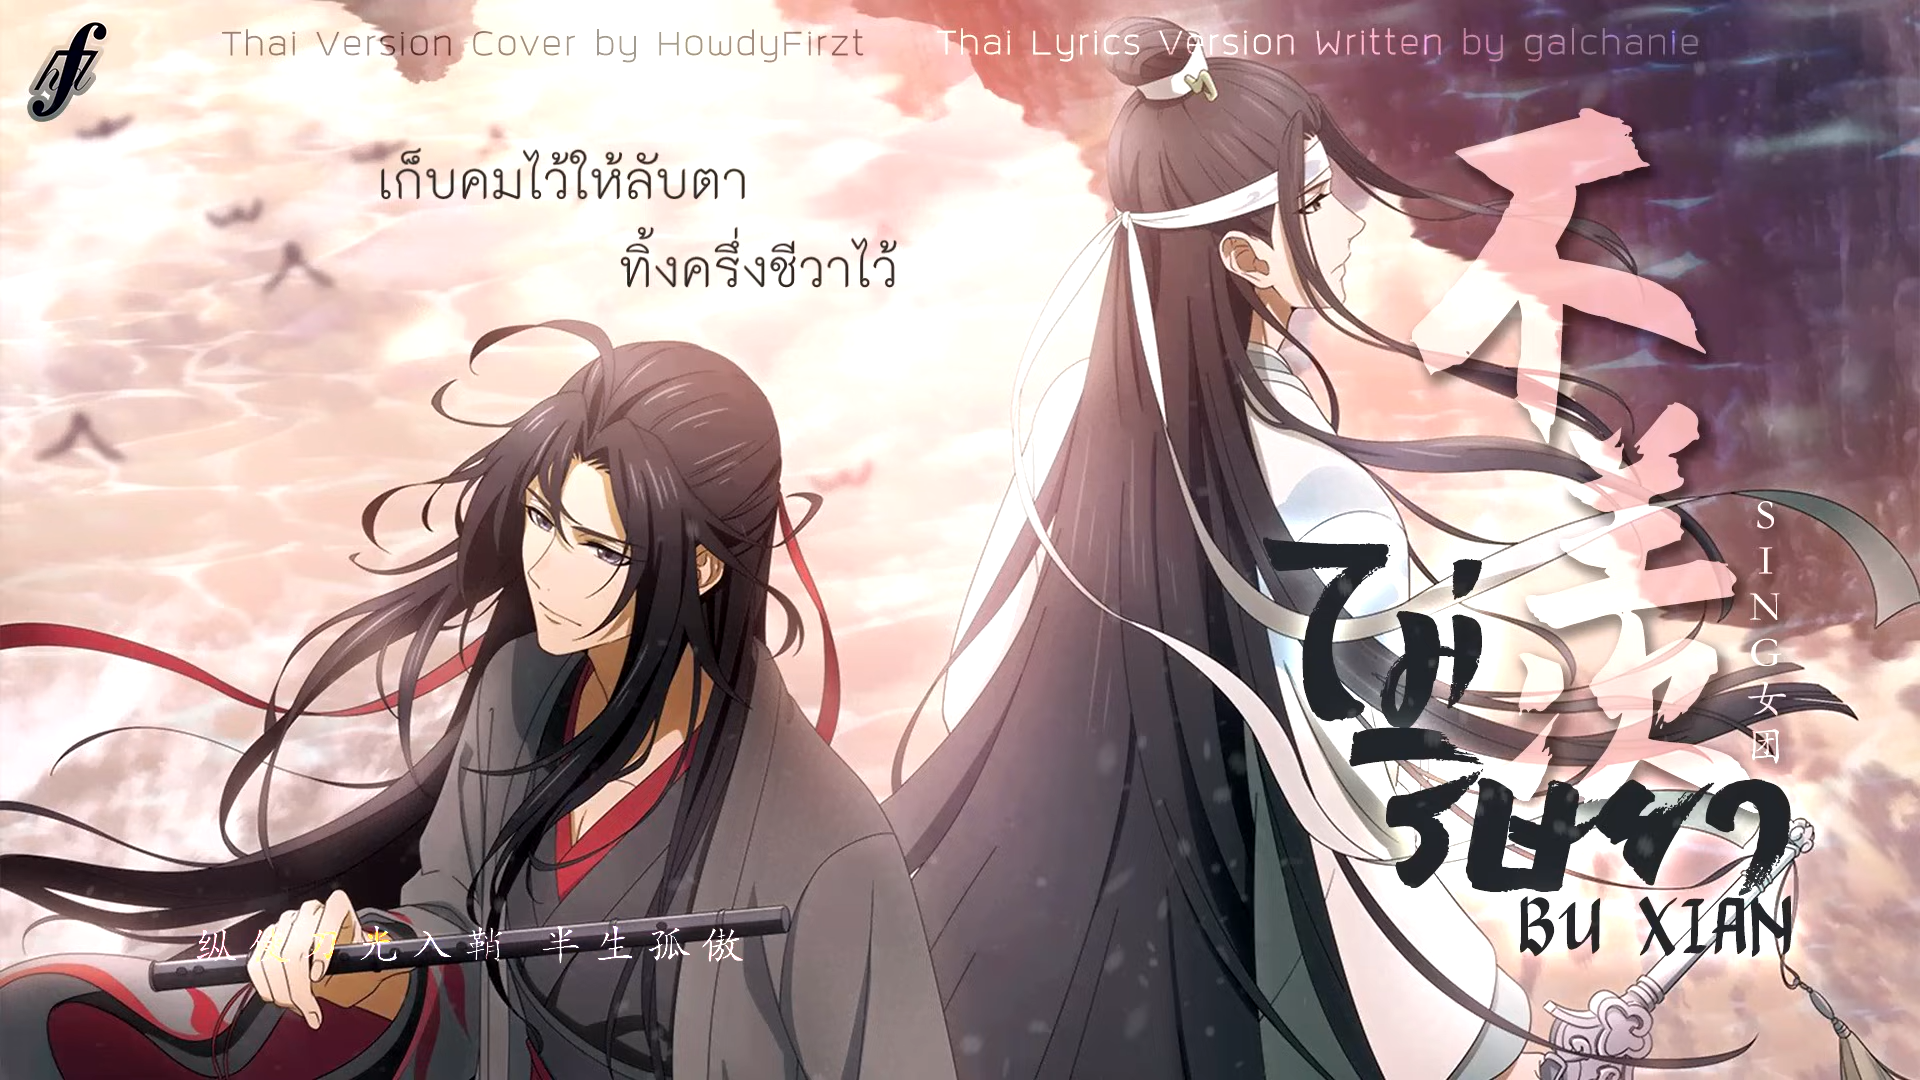 Thai Version Cover by HowdyFirzt
Thai Lyrics Version Written by galchanie
เก็บคมไว้ให้ลับตา
ทิ้งครึ่งชีวาไว้
不羡
SING女团
ไม่ริษยา
BU XIAN
纵使刀光入鞘 半生孤傲